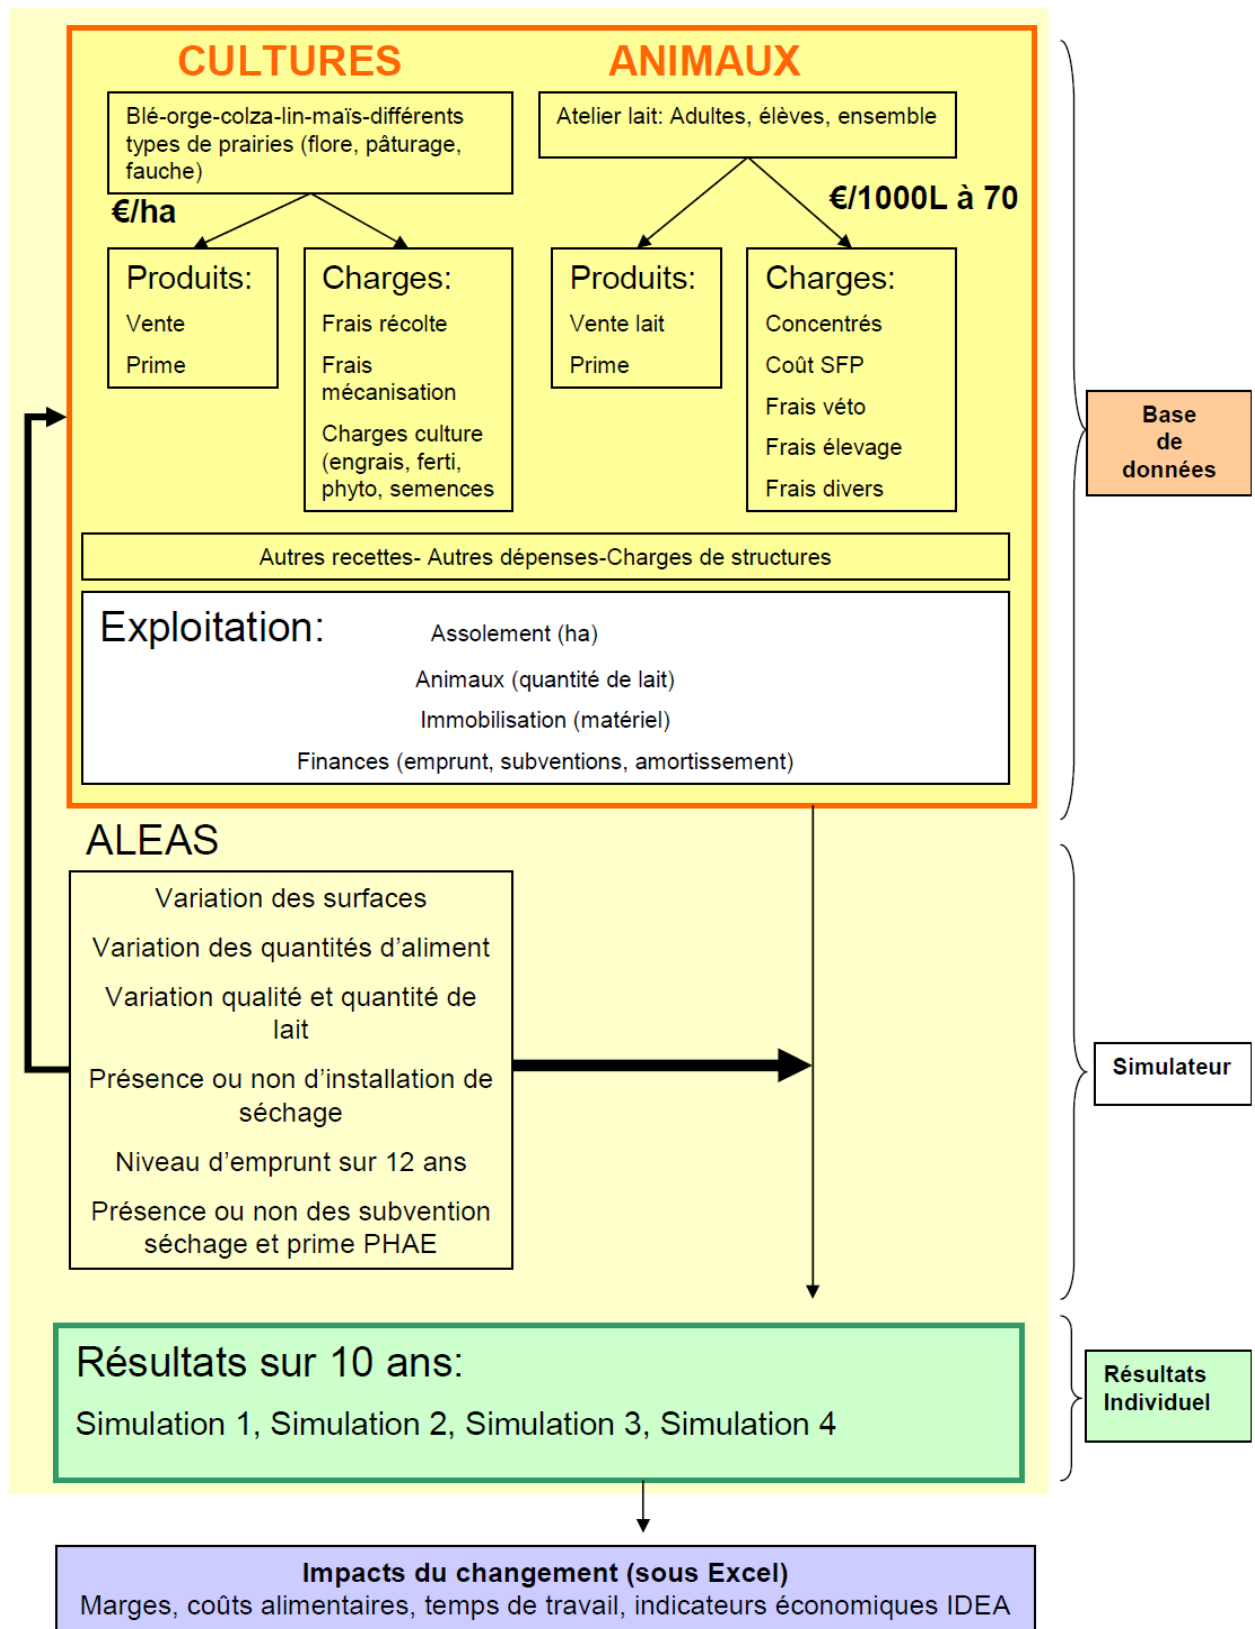 CULTURES
ANIMAUX
Blé-orge-colza-lin-maïs-différents
types de prairies (flore, pâturage,
fauche)
Atelier lait: Adultes, élèves, ensemble
€/ha
€/1000L à 70
Produits:
Vente
Prime
Charges:
Frais récolte
Frais
mécanisation
Charges culture
(engrais, ferti,
phyto, semences
Produits:
Vente lait
Prime
Charges:
Concentrés
Coût SFP
Frais véto
Frais élevage
Frais divers
Base
de
données
Autres recettes- Autres dépenses-Charges de structures
Exploitation:
Assolement (ha)
Animaux (quantité de lait)
Immobilisation (matériel)
Finances (emprunt, subventions, amortissement)
ALEAS
Variation des surfaces
Variation des quantités d'aliment
Variation qualité et quantité de
lait
Présence ou non d'installation de
séchage
Niveau d'emprunt sur 12 ans
Présence ou non des subvention
séchage et prime PHAE
Simulateur
Résultats sur 10 ans:
Simulation 1, Simulation 2, Simulation 3, Simulation 4
Résultats
Individuel
Impacts du changement (sous Excel)
Marges, coûts alimentaires, temps de travail, indicateurs économiques IDEA